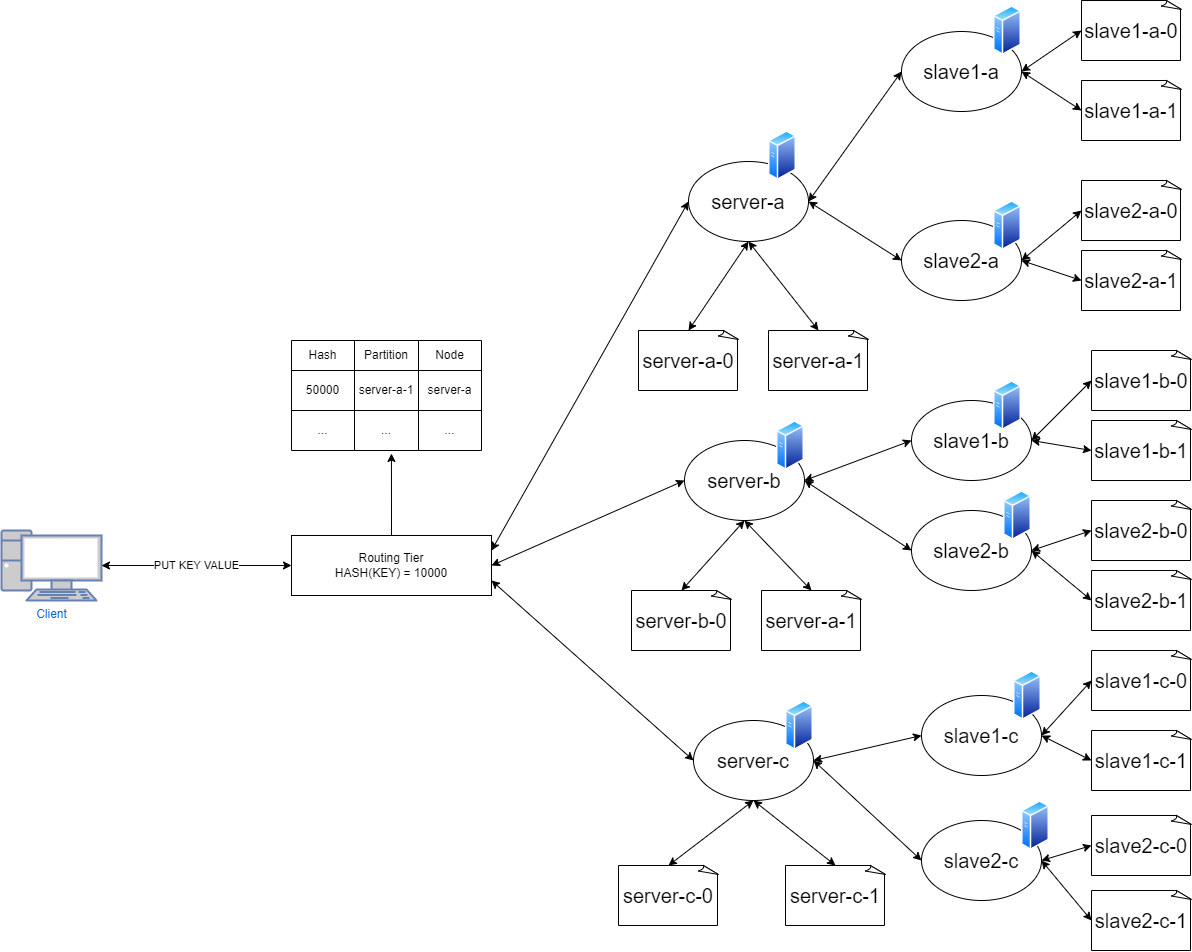 slave1-a-0
slave1-a
slave1-a-1
server-a
slave2-a-0
slave2-a
slave2-a-1
server-a-0
server-a-1
Hash Partition Node
50000 server-a-1 server-a
... ... ...
slave1-b-0
slave1-b
slave1-b-1
server-b
slave2-b-0
slave2-b
slave2-b-1
PUT KEY VALUE
Routing Tier
HASH(KEY) = 10000
Client
server-b-0
server-a-1
slave1-c-0
slave1-c
slave1-c-1
server-c
slave2-c-0
slave2-c
slave2-c-1
server-c-0
server-c-1